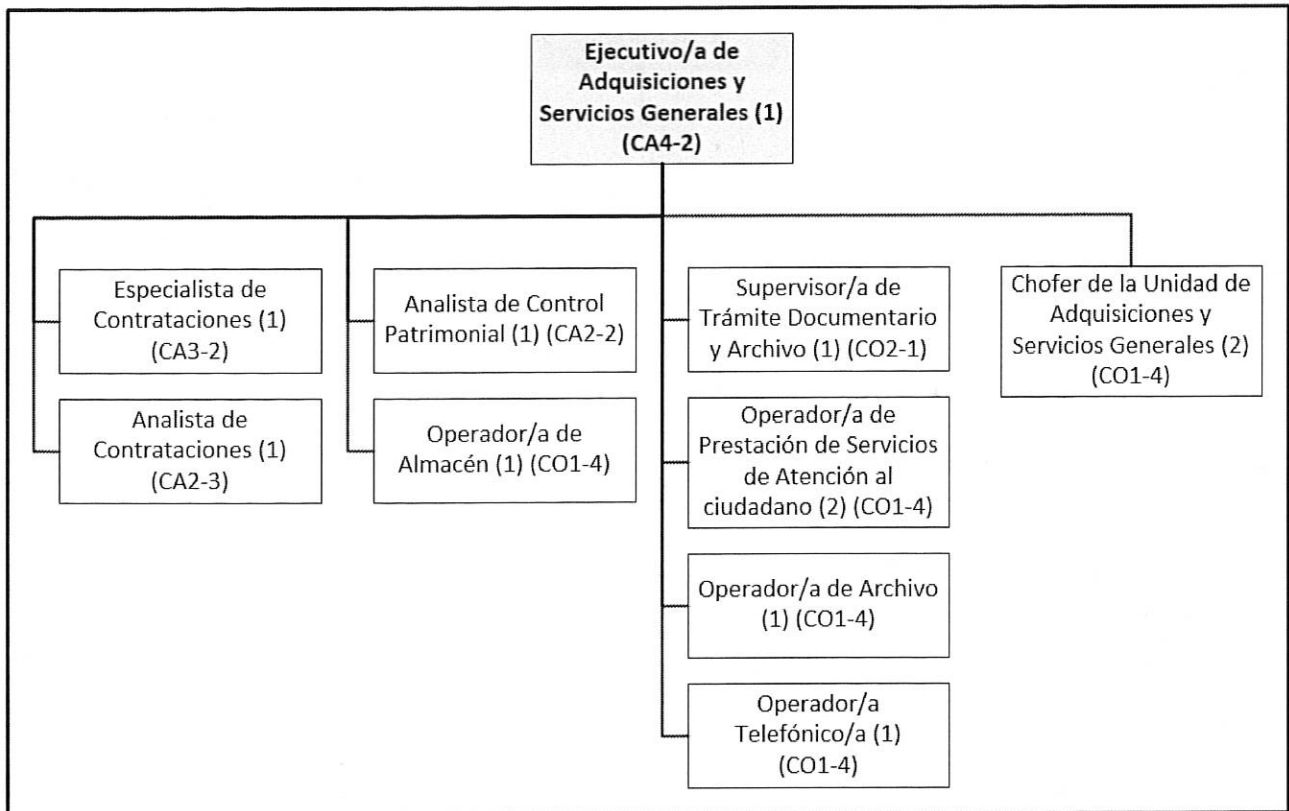 Ejecutivo/a de
Adquisiciones y
Servicios Generales (1)
(CA4-2)
Especialista de
Contrataciones (1)
(CA3-2)
Analista de
Contrataciones (1)
(CA2-3)
Analista de Control
Patrimonial (1) (CA2-2)
Operador/a de
Almacén (1) (CO1-4)
Supervisor/a de
Trámite Documentario
y Archivo (1) (CO2-1)
Operador/a de
Prestación de Servicios
de Atención al
ciudadano (2) (CO1-4)
Operador/a de Archivo
(1) (CO1-4)
Operador/a
Telefónico/a (1)
(CO1-4)
Chofer de la Unidad de
Adquisiciones y
Servicios Generales (2)
(CO1-4)